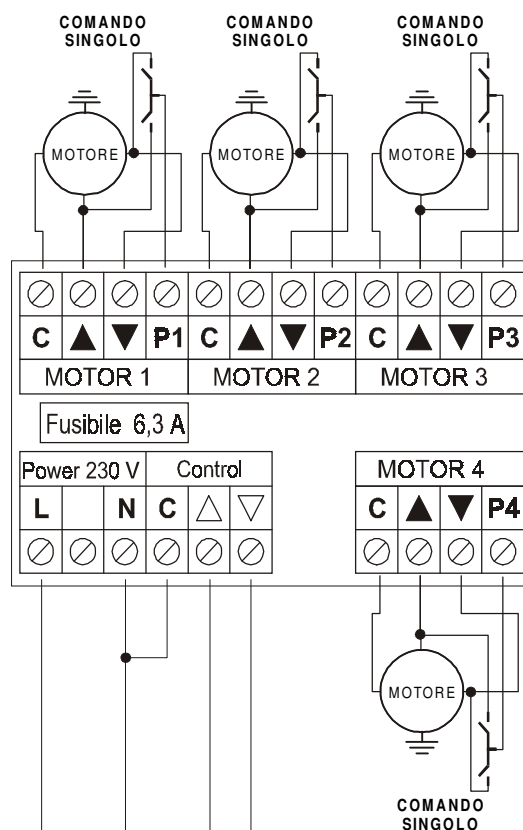 COMANDO
SINGOLO
COMANDO
SINGOLO
COMANDO
SINGOLO
MOTORE
MOTORE
MOTORE
C ▲ ▼ P1 C ▲ ▼ P2 C ▲ ▼ P3
MOTOR 1 MOTOR 2 MOTOR 3
Fusibile 6,3 A
Power 230 V Control
L N C △ ▽
MOTOR 4
C ▲ ▼ P4
MOTORE
COMANDO
SINGOLO